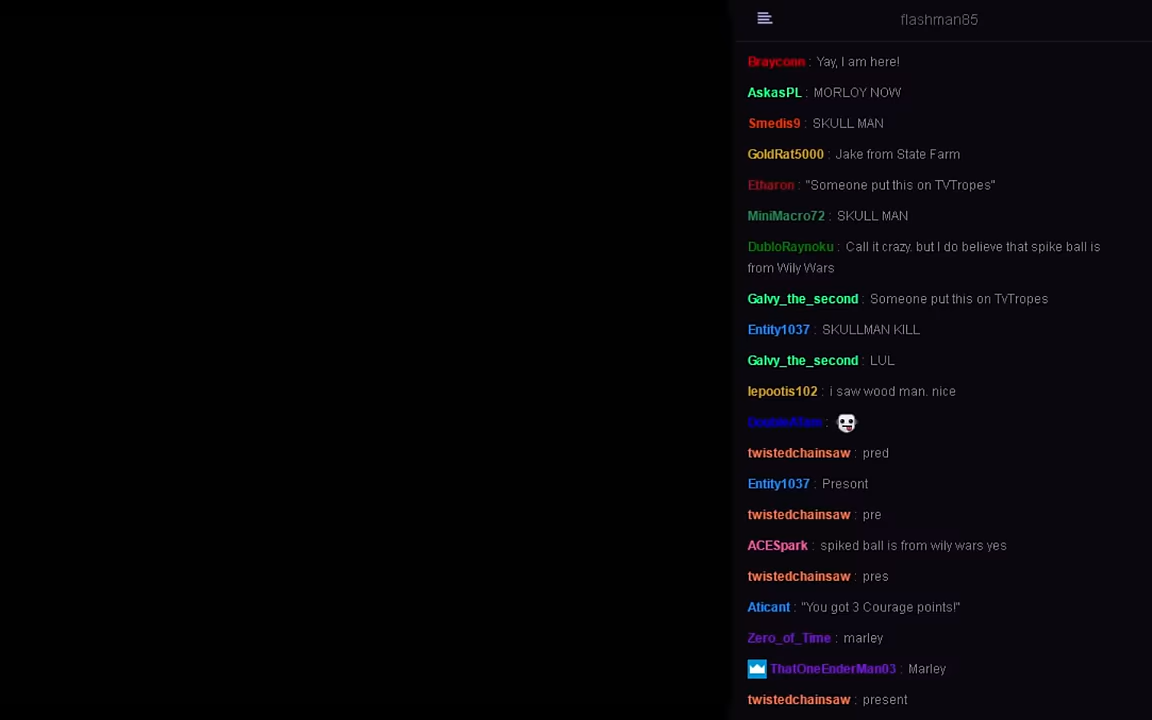 flashman85
Brayconn : Yay, I am here!
AskasPL : MORLOY NOW
Smedis9 : SKULL MAN
GoldRat5000 : Jake from State Farm
Etharon : "Someone put this on TVTropes"
MiniMacro72 : SKULL MAN
DubloRaynoku : Call it crazy. but I do believe that spike ball is
from Wily Wars
Galvy_the_second : Someone put this on TvTropes
Entity1037 : SKULLMAN KILL
Galvy_the_second : LUL
lepootis102 : i saw wood man. nice
twistedchainsaw : pred
Entity1037 : Presont
twistedchainsaw : pre
ACESpark : spiked ball is from wily wars yes
twistedchainsaw : pres
Aticant : "You got 3 Courage points!"
Zero_of_Time : marley
ThatOneEnderMan03 : Marley
twistedchainsaw : present